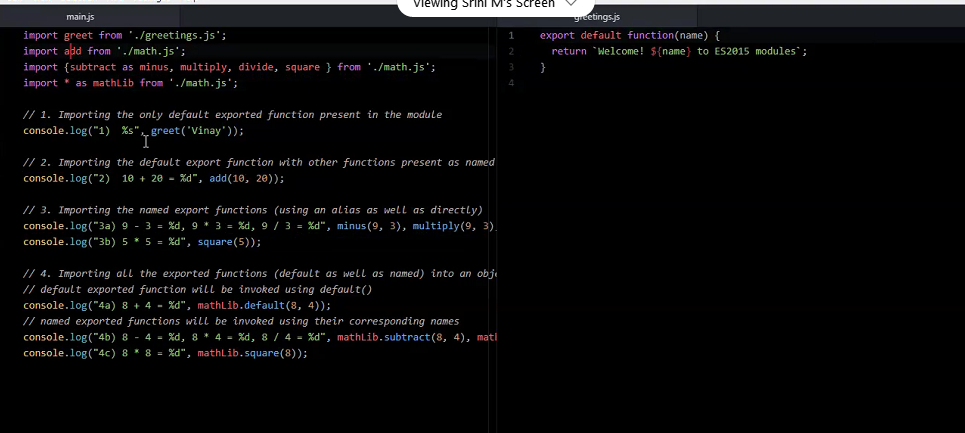 Viewing Srini M's Screen
main.js
import greet from './greetings.js';
import add from './math.js';
import {subtract as minus, multiply, divide, square } from './math.js';
import * as mathLib from './math.js';
// 1. Importing the only default exported function present in the module
console.log("1)  %s", greet('Vinay'));
// 2. Importing the default export function with other functions present as named
console.log("2)  10 + 20 = %d", add(10, 20));
// 3. Importing the named export functions (using an alias as well as directly)
console.log("3a) 9 - 3 = %d, 9 * 3 = %d, 9 / 3 = %d", minus(9, 3), multiply(9, 3),
console.log("3b) 5 * 5 = %d", square(5));
// 4. Importing all the exported functions (default as well as named) into an obje
// default exported function will be invoked using default()
console.log("4a) 8 + 4 = %d", mathLib.default(8, 4));
// named exported functions will be invoked using their corresponding names
console.log("4b) 8 - 4 = %d, 8 * 4 = %d, 8 / 4 = %d", mathLib.subtract(8, 4), math
console.log("4c) 8 * 8 = %d", mathLib.square(8));
greetings.js
1 export default function(name) {
2 return `Welcome! ${name} to ES2015 modules`;
3 }
4